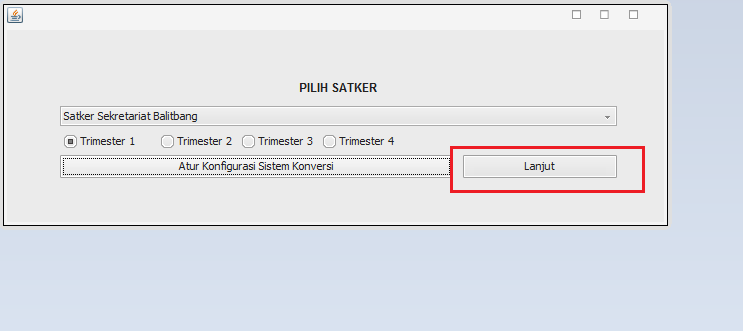 PILIH SATKER
Satker Sekretariat Balitbang
Trimester 1 Trimester 2 Trimester 3 Trimester 4
Atur Konfigurasi Sistem Konversi Lanjut